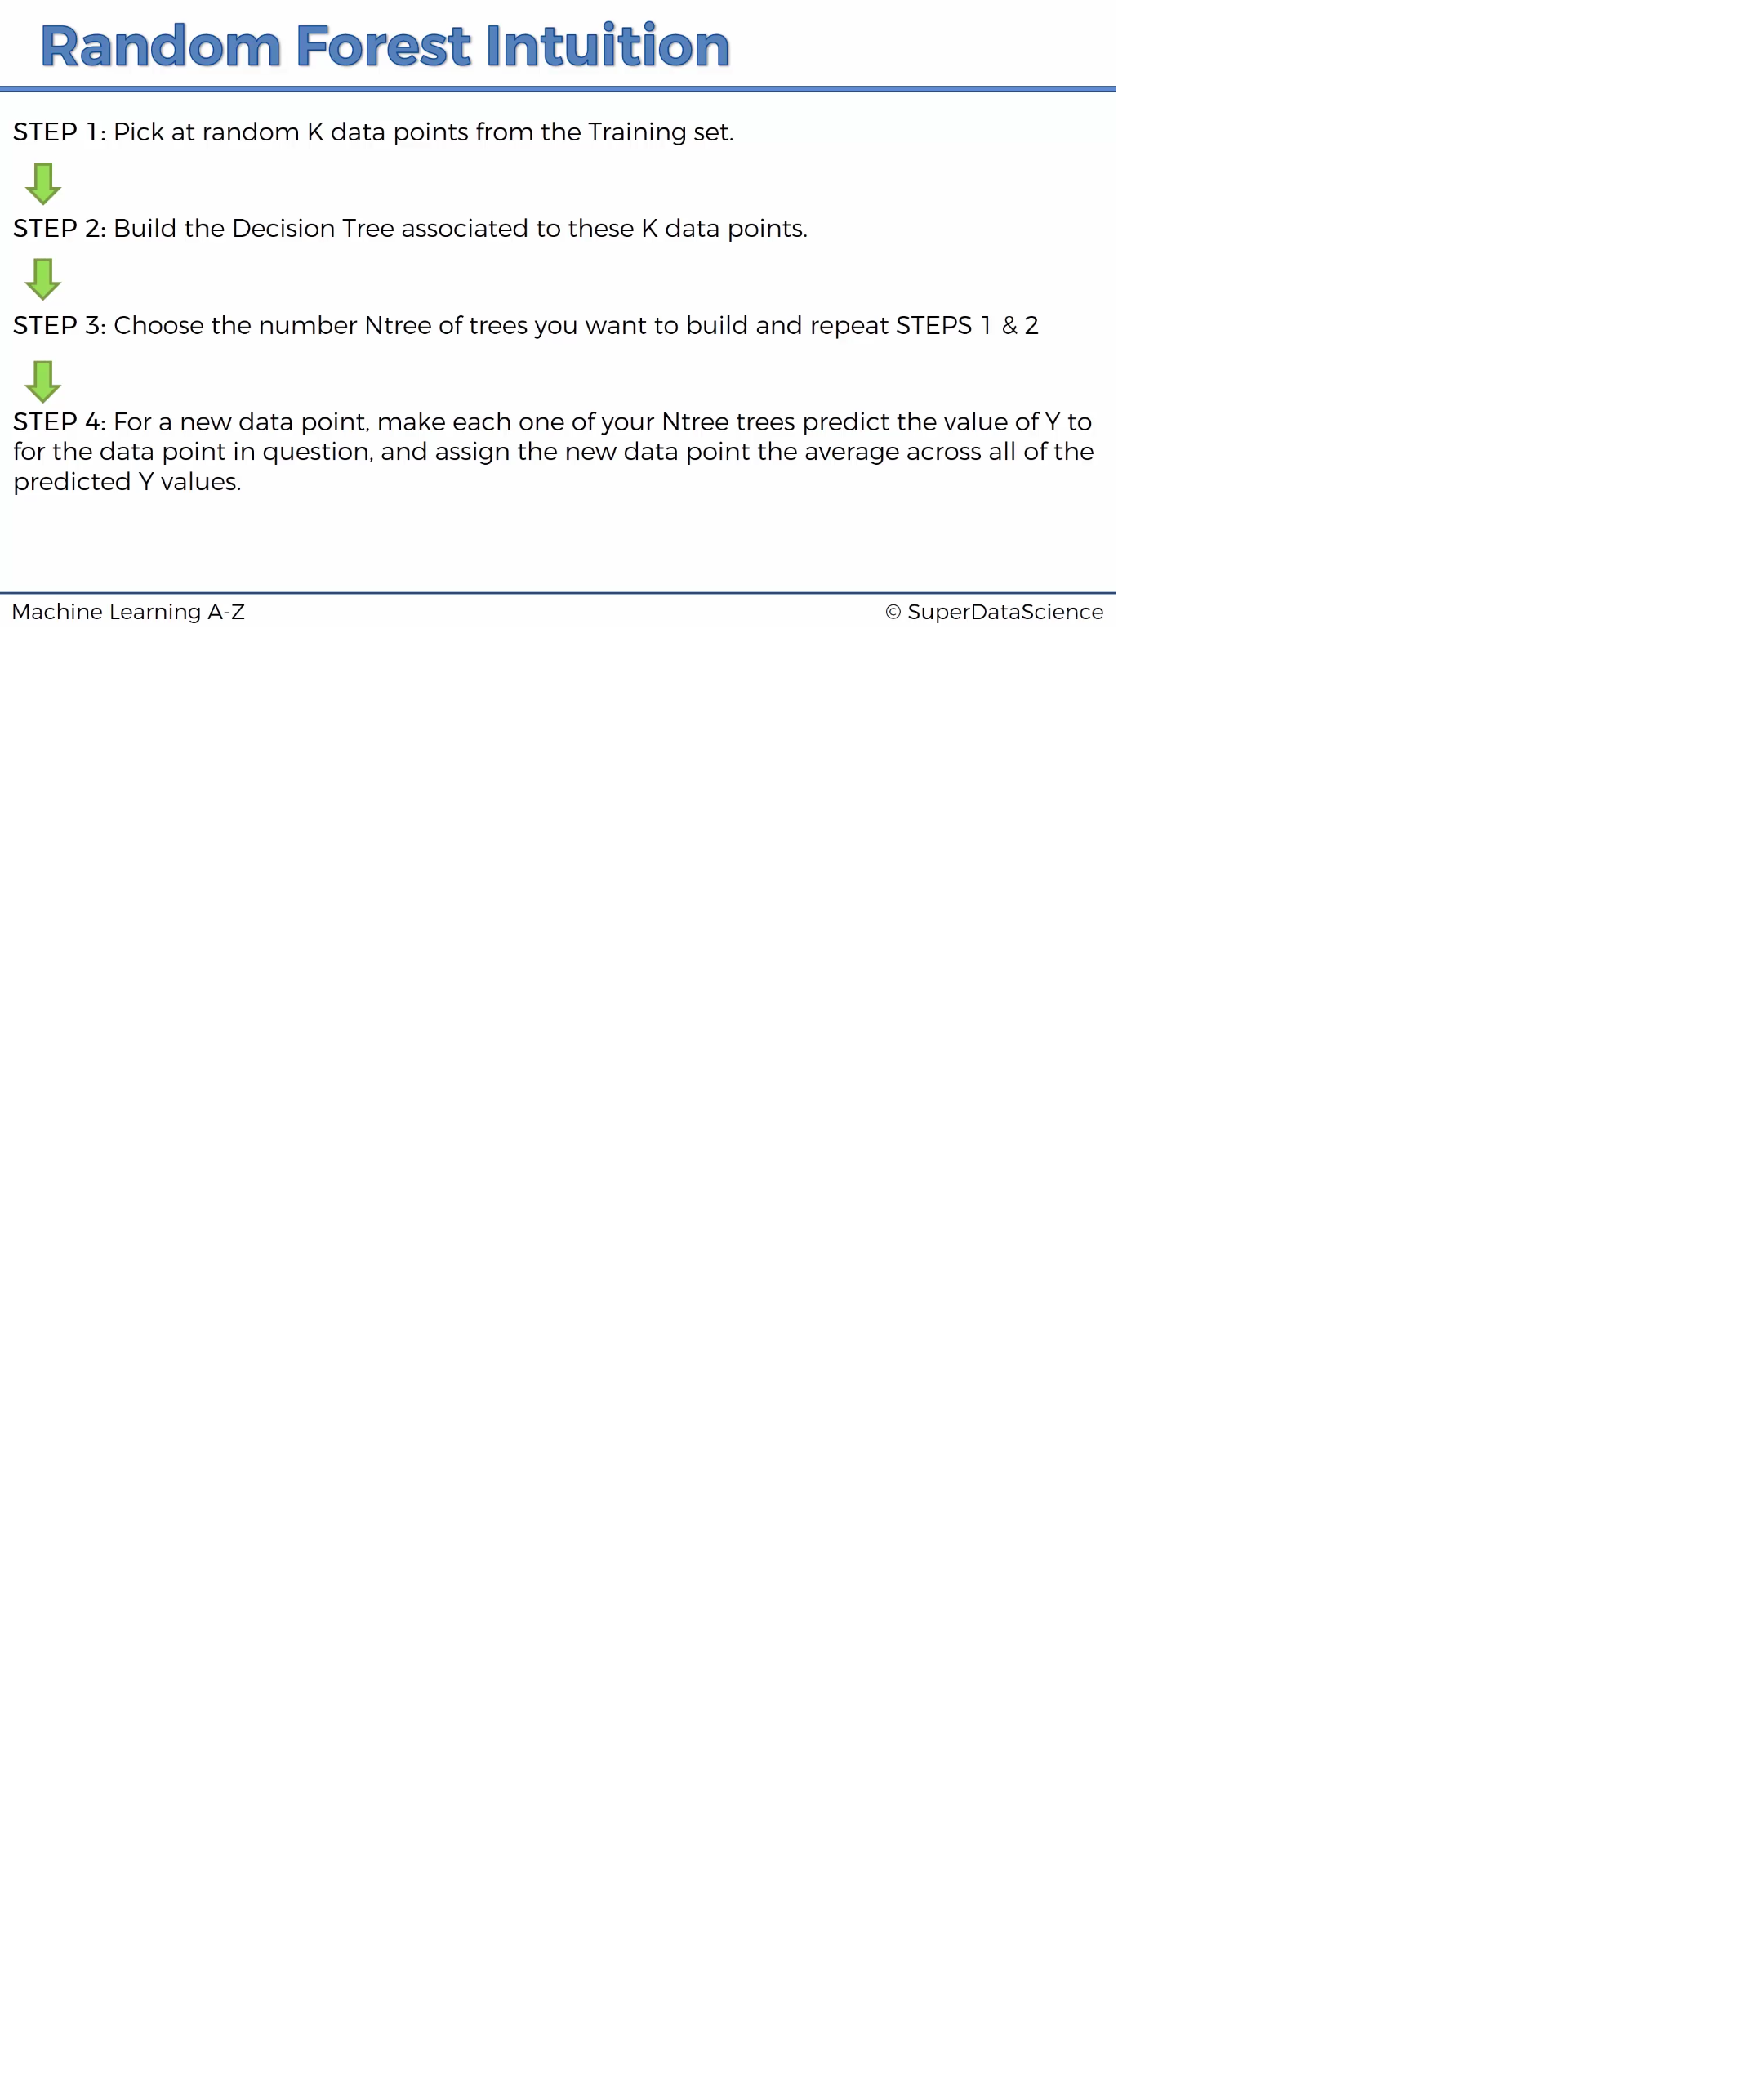 Random Forest Intuition
STEP 1: Pick at random K data points from the Training set.
STEP 2: Build the Decision Tree associated to these K data points.
STEP 3: Choose the number Ntree of trees you want to build and repeat STEPS 1 & 2
STEP 4: For a new data point, make each one of your Ntree trees predict the value of Y to
for the data point in question, and assign the new data point the average across all of the
predicted Y values.
Machine Learning A-Z
© SuperDataScience